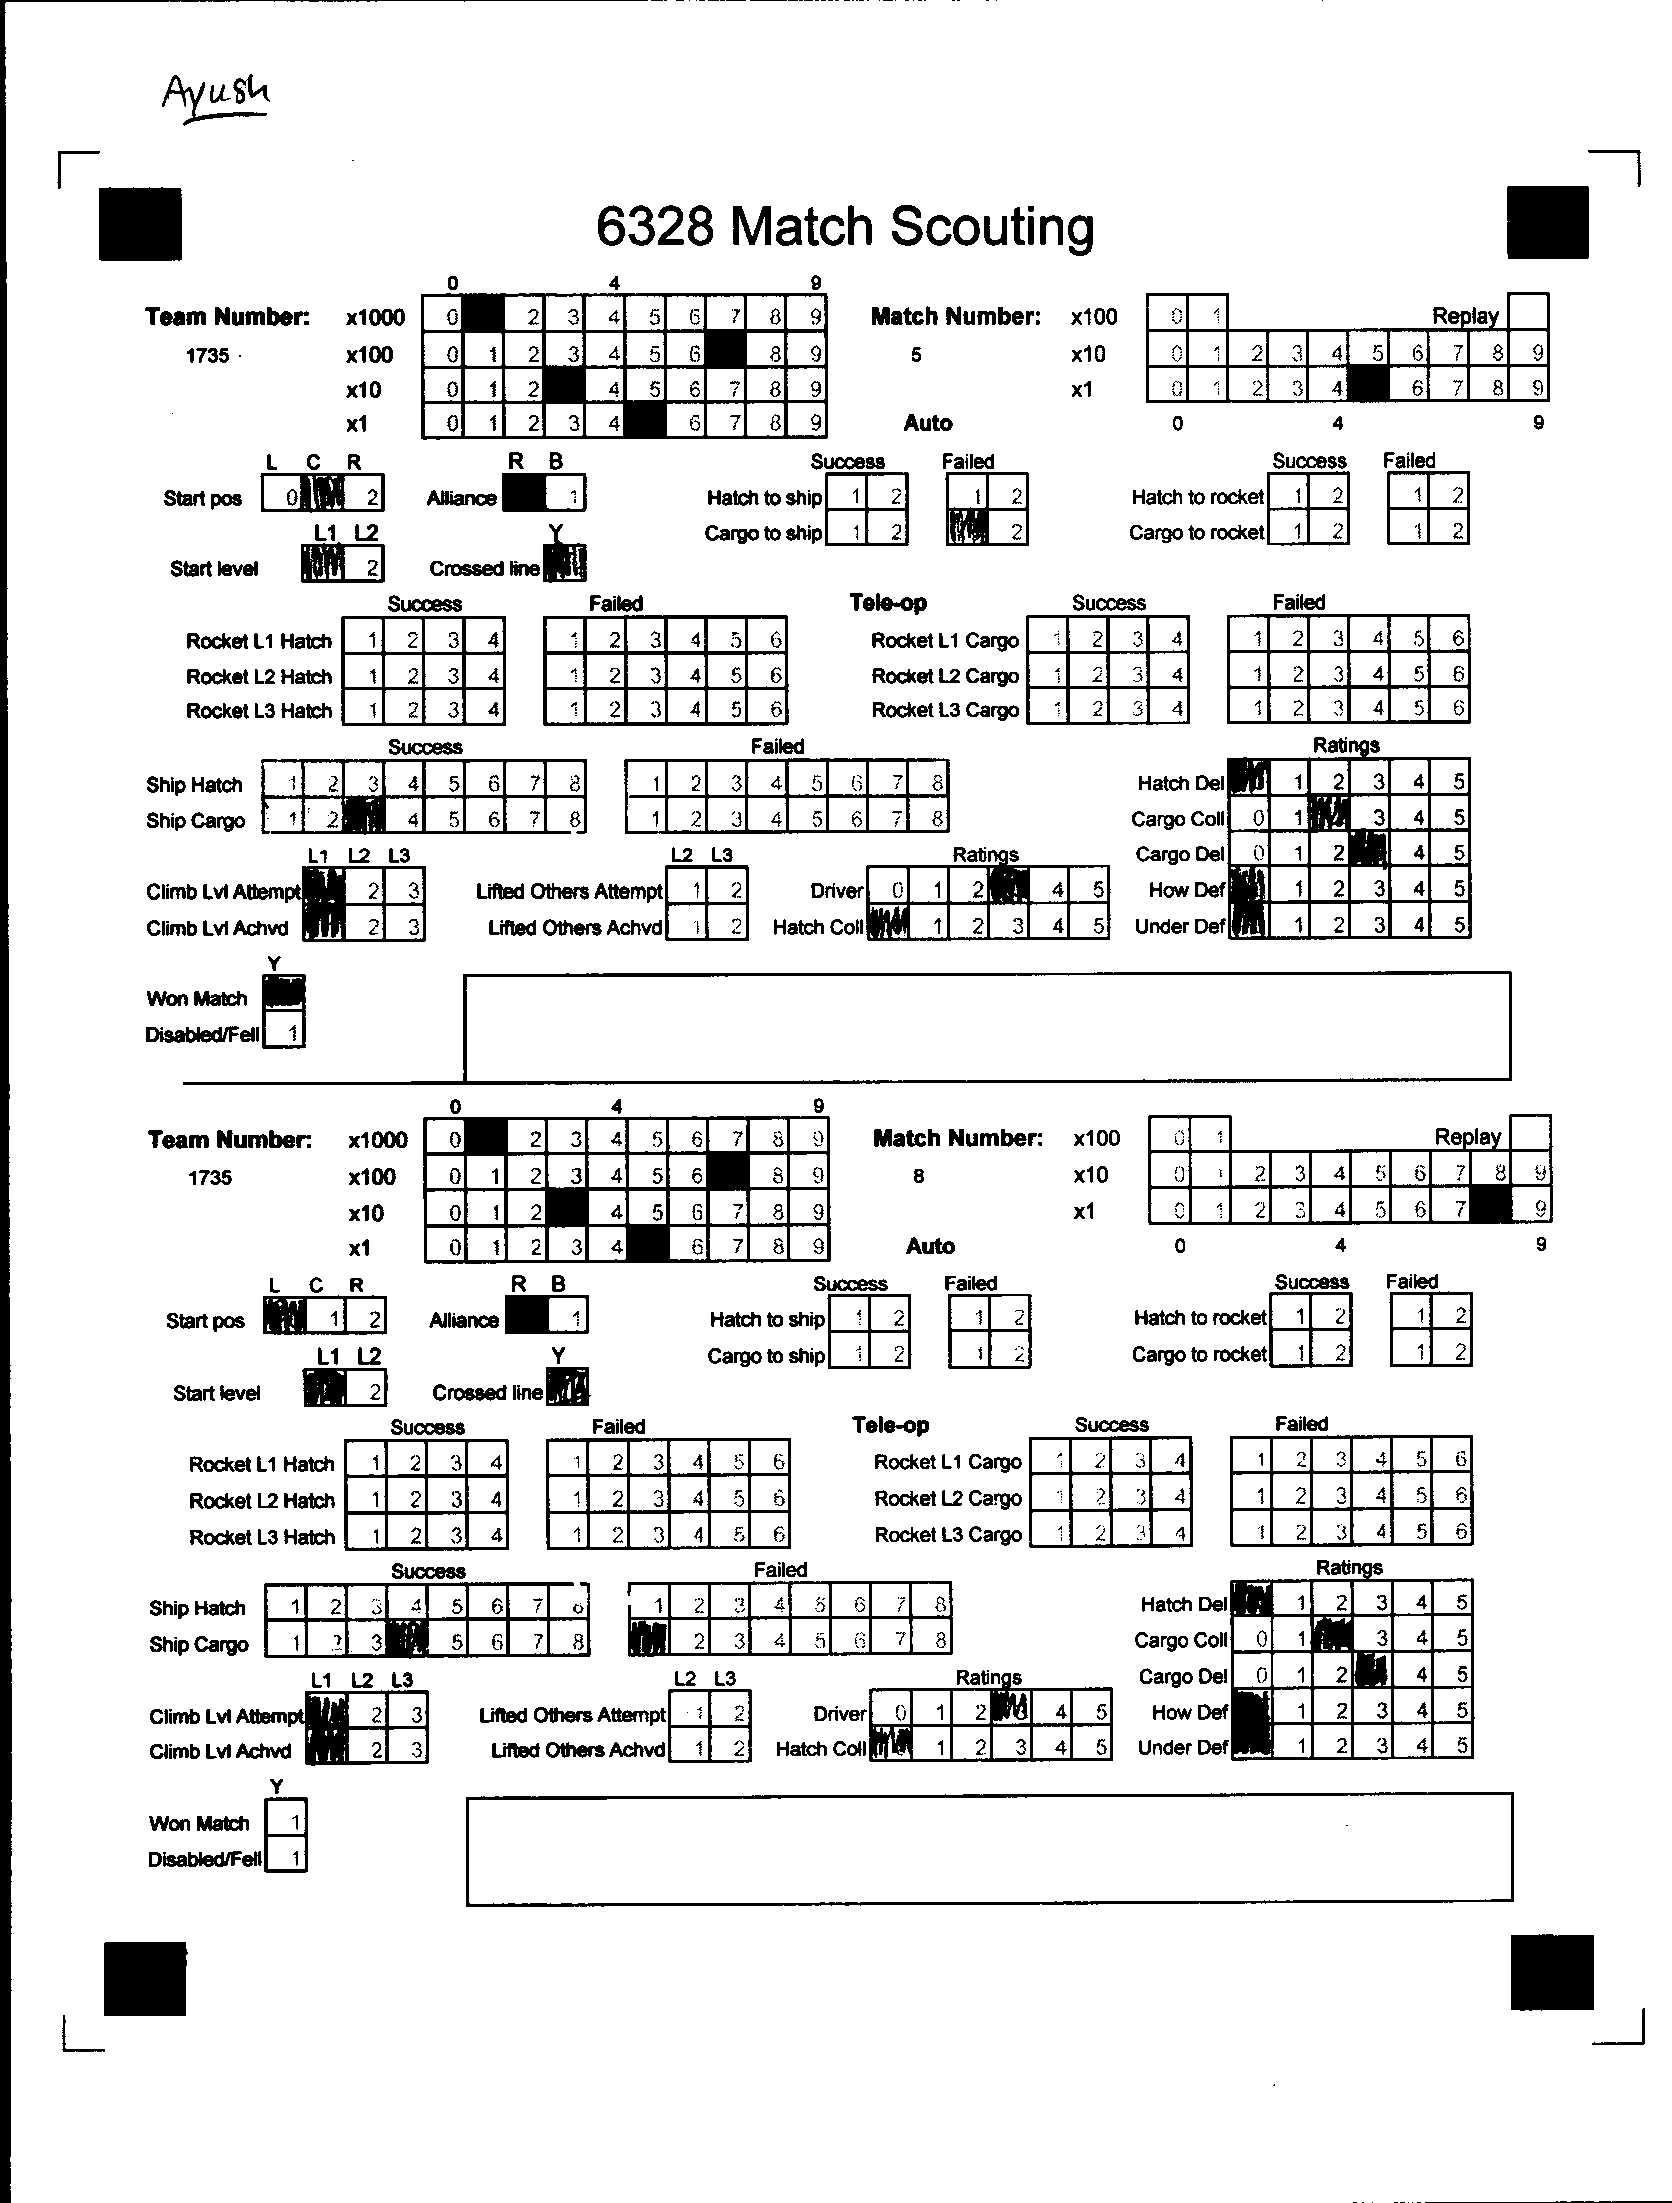 Ayush
6328 Match Scouting
0 4 9
Team Number: x1000 0 2 3 4 5 6 7 8 9 Match Number: x100 0 1 Replay
1735 x100 0 1 2 3 4 5 6 8 9 5 x10 0 1 2 3 4 5 6 7 8 9
x10 0 1 2 4 5 6 7 8 9 x1 0 1 2 3 4 6 7 8 9
x1 0 1 2 3 4 6 7 8 9 Auto 0 4 9
L C R R B Success Failed Success Failed
Start pos 0 2 Alliance 1 Hatch to ship 1 2 1 2 Hatch to rocket 1 2 1 2
L1 L2 Y Cargo to ship 1 2 2 Cargo to rocket 1 2 1 2
Start level 2 Crossed line
Success Failed Tele-op Success Failed
Rocket L1 Hatch 1 2 3 4 1 2 3 4 5 6 Rocket L1 Cargo 1 2 3 4 1 2 3 4 5 6
Rocket L2 Hatch 1 2 3 4 1 2 3 4 5 6 Rocket L2 Cargo 1 2 3 4 1 2 3 4 5 6
Rocket L3 Hatch 1 2 3 4 1 2 3 4 5 6 Rocket L3 Cargo 1 2 3 4 1 2 3 4 5 6
Success Failed Ratings
Ship Hatch 1 2 3 4 5 6 7 8 1 2 3 4 5 6 7 8 Hatch Del 1 2 3 4 5
Ship Cargo 1 2 4 5 6 7 8 1 2 3 4 5 6 7 8 Cargo Coll 0 1 3 4 5
L1 L2 L3 L2 L3 Ratings Cargo Del 0 1 2 4 5
Climb Lvl Attempt 2 3 Lifted Others Attempt 1 2 Driver 0 1 2 4 5 How Def 1 2 3 4 5
Climb Lvl Achvd 2 3 Lifted Others Achvd 1 2 Hatch Coll 1 2 3 4 5 Under Def 1 2 3 4 5
Y
Won Match
Disabled/Fell 1
0 4 9
Team Number: x1000 0 2 3 4 5 6 7 8 9 Match Number: x100 0 1 Replay
1735 x100 0 1 2 3 4 5 6 8 9 8 x10 0 1 2 3 4 5 6 7 8 9
x10 0 1 2 4 5 6 7 8 9 x1 0 1 2 3 4 5 6 7 9
x1 0 1 2 3 4 6 7 8 9 Auto 0 4 9
L C R R B Success Failed Success Failed
Start pos 1 2 Alliance 1 Hatch to ship 1 2 1 2 Hatch to rocket 1 2 1 2
L1 L2 Y Cargo to ship 1 2 1 2 Cargo to rocket 1 2 1 2
Start level 2 Crossed line
Success Failed Tele-op Success Failed
Rocket L1 Hatch 1 2 3 4 1 2 3 4 5 6 Rocket L1 Cargo 1 2 3 4 1 2 3 4 5 6
Rocket L2 Hatch 1 2 3 4 1 2 3 4 5 6 Rocket L2 Cargo 1 2 3 4 1 2 3 4 5 6
Rocket L3 Hatch 1 2 3 4 1 2 3 4 5 6 Rocket L3 Cargo 1 2 3 4 1 2 3 4 5 6
Success Failed Ratings
Ship Hatch 1 2 3 4 5 6 7 8 1 2 3 4 5 6 7 8 Hatch Del 1 2 3 4 5
Ship Cargo 1 2 3 5 6 7 8 2 3 4 5 6 7 8 Cargo Coll 0 1 3 4 5
L1 L2 L3 L2 L3 Ratings Cargo Del 0 1 2 4 5
Climb Lvl Attempt 2 3 Lifted Others Attempt 1 2 Driver 0 1 2 4 5 How Def 1 2 3 4 5
Climb Lvl Achvd 2 3 Lifted Others Achvd 1 2 Hatch Coll 1 2 3 4 5 Under Def 1 2 3 4 5
Y
Won Match 1
Disabled/Fell 1